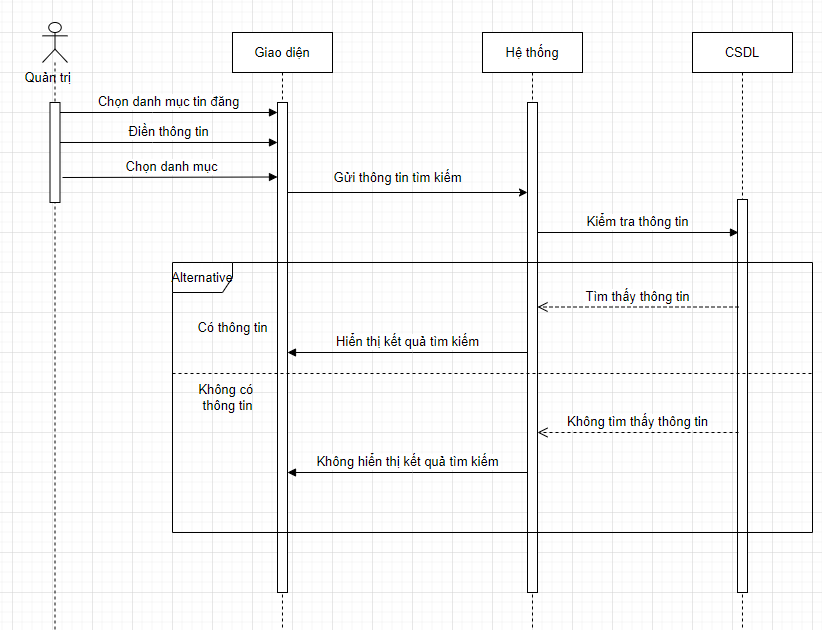 Quản trị
Giao diện
Hệ thống
CSDL
Chọn danh mục tin đăng
Điền thông tin
Chọn danh mục
Gửi thông tin tìm kiếm
Kiểm tra thông tin
Alternative
Tìm thấy thông tin
Có thông tin
Hiển thị kết quả tìm kiếm
Không có
thông tin
Không tìm thấy thông tin
Không hiển thị kết quả tìm kiếm